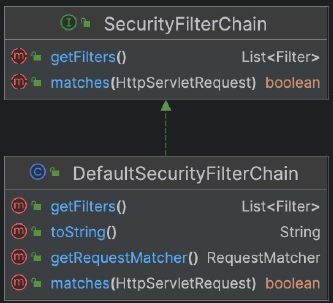 I SecurityFilterChain
m getFilters() List<Filter>
m matches(HttpServletRequest) boolean
C DefaultSecurityFilterChain
m getFilters() List<Filter>
m toString() String
m getRequestMatcher() RequestMatcher
m matches(HttpServletRequest) boolean